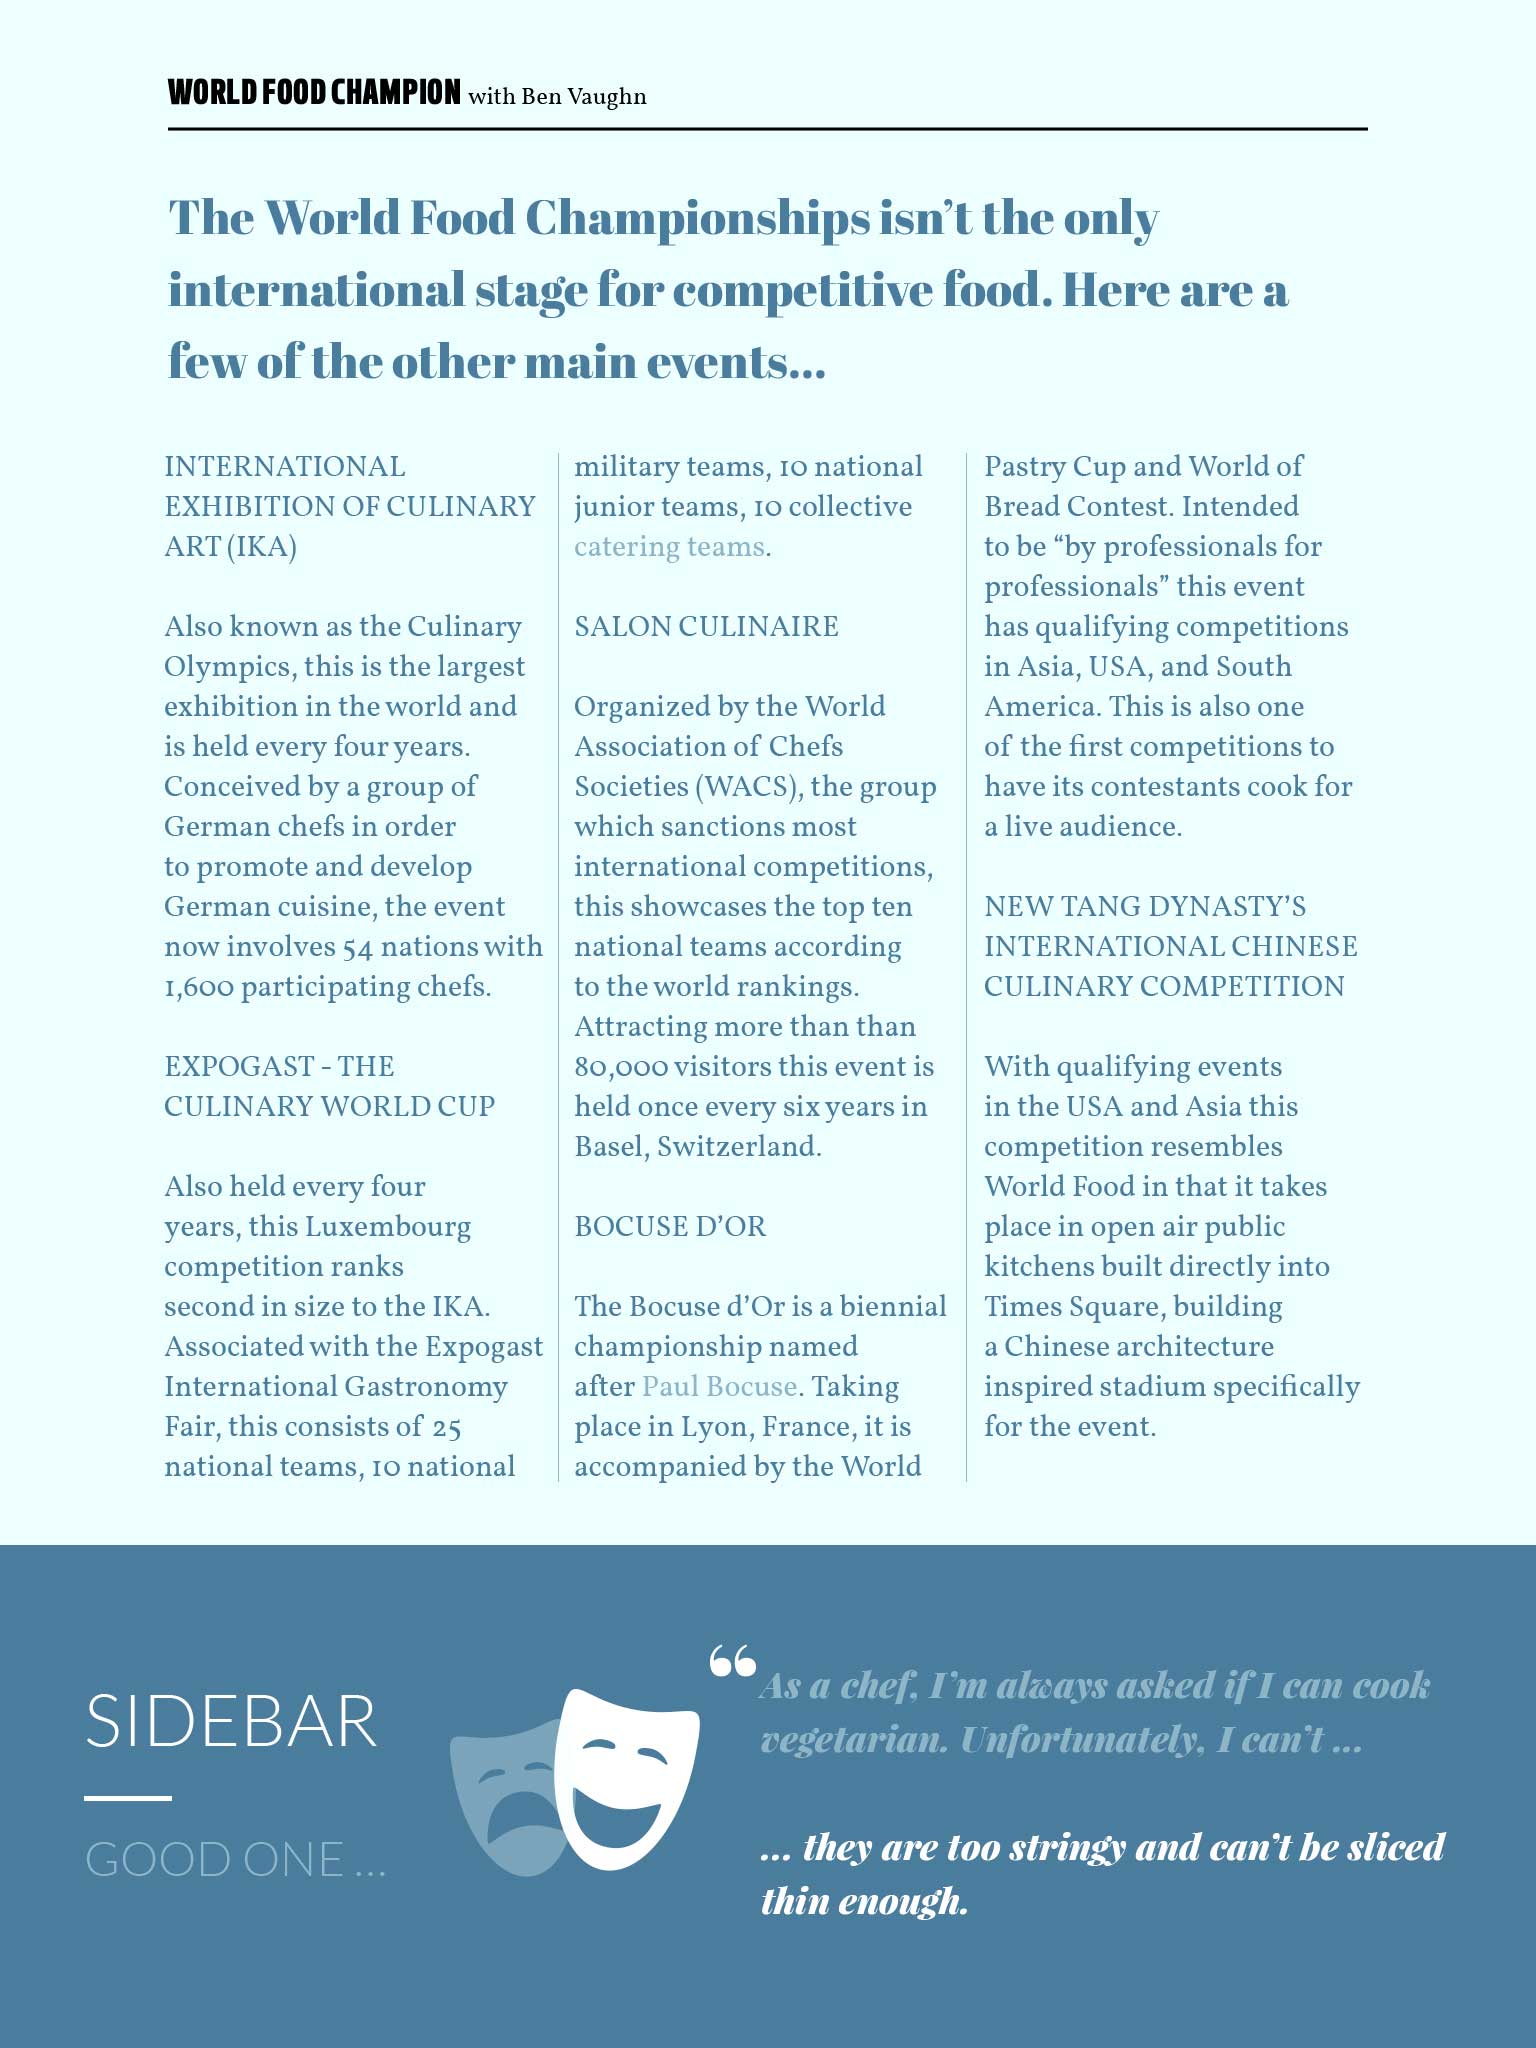 WORLD FOOD CHAMPION with Ben Vaughn
The World Food Championships isn’t the only
international stage for competitive food. Here are a
few of the other main events...
INTERNATIONAL
EXHIBITION OF CULINARY
ART (IKA)
Also known as the Culinary
Olympics, this is the largest
exhibition in the world and
is held every four years.
Conceived by a group of
German chefs in order
to promote and develop
German cuisine, the event
now involves 54 nations with
1,600 participating chefs.
EXPOGAST - THE
CULINARY WORLD CUP
Also held every four
years, this Luxembourg
competition ranks
second in size to the IKA.
Associated with the Expogast
International Gastronomy
Fair, this consists of 25
national teams, 10 national
military teams, 10 national
junior teams, 10 collective
catering teams.
SALON CULINAIRE
Organized by the World
Association of Chefs
Societies (WACS), the group
which sanctions most
international competitions,
this showcases the top ten
national teams according
to the world rankings.
Attracting more than than
80,000 visitors this event is
held once every six years in
Basel, Switzerland.
BOCUSE D’OR
The Bocuse d’Or is a biennial
championship named
after Paul Bocuse. Taking
place in Lyon, France, it is
accompanied by the World
Pastry Cup and World of
Bread Contest. Intended
to be “by professionals for
professionals” this event
has qualifying competitions
in Asia, USA, and South
America. This is also one
of the first competitions to
have its contestants cook for
a live audience.
NEW TANG DYNASTY’S
INTERNATIONAL CHINESE
CULINARY COMPETITION
With qualifying events
in the USA and Asia this
competition resembles
World Food in that it takes
place in open air public
kitchens built directly into
Times Square, building
a Chinese architecture
inspired stadium specifically
for the event.
SIDEBAR
GOOD ONE ...
“As a chef, I’m always asked if I can cook
vegetarian. Unfortunately, I can’t ...
... they are too stringy and can’t be sliced
thin enough.